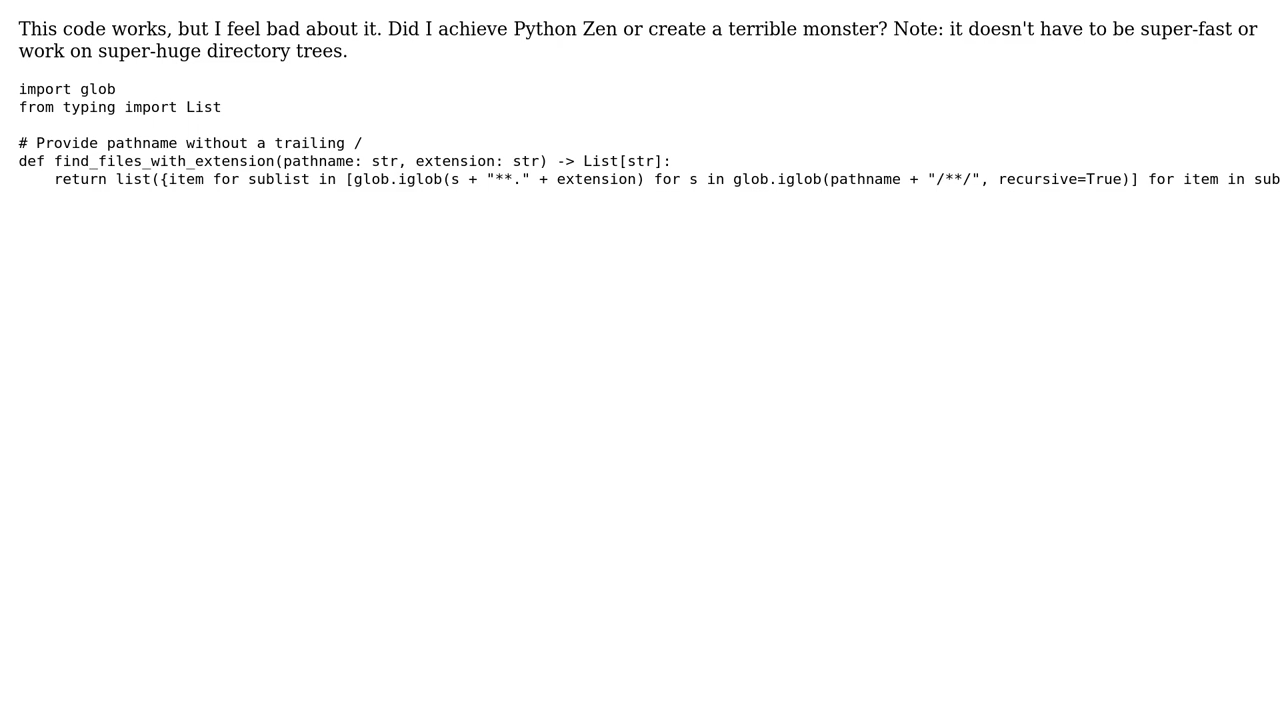 This code works, but I feel bad about it. Did I achieve Python Zen or create a terrible monster? Note: it doesn't have to be super-fast or
work on super-huge directory trees.
import glob
from typing import List
# Provide pathname without a trailing /
def find_files_with_extension(pathname: str, extension: str) -> List[str]:
    return list({item for sublist in [glob.iglob(s + "**." + extension) for s in glob.iglob(pathname + "/**/", recursive=True)] for item in sub